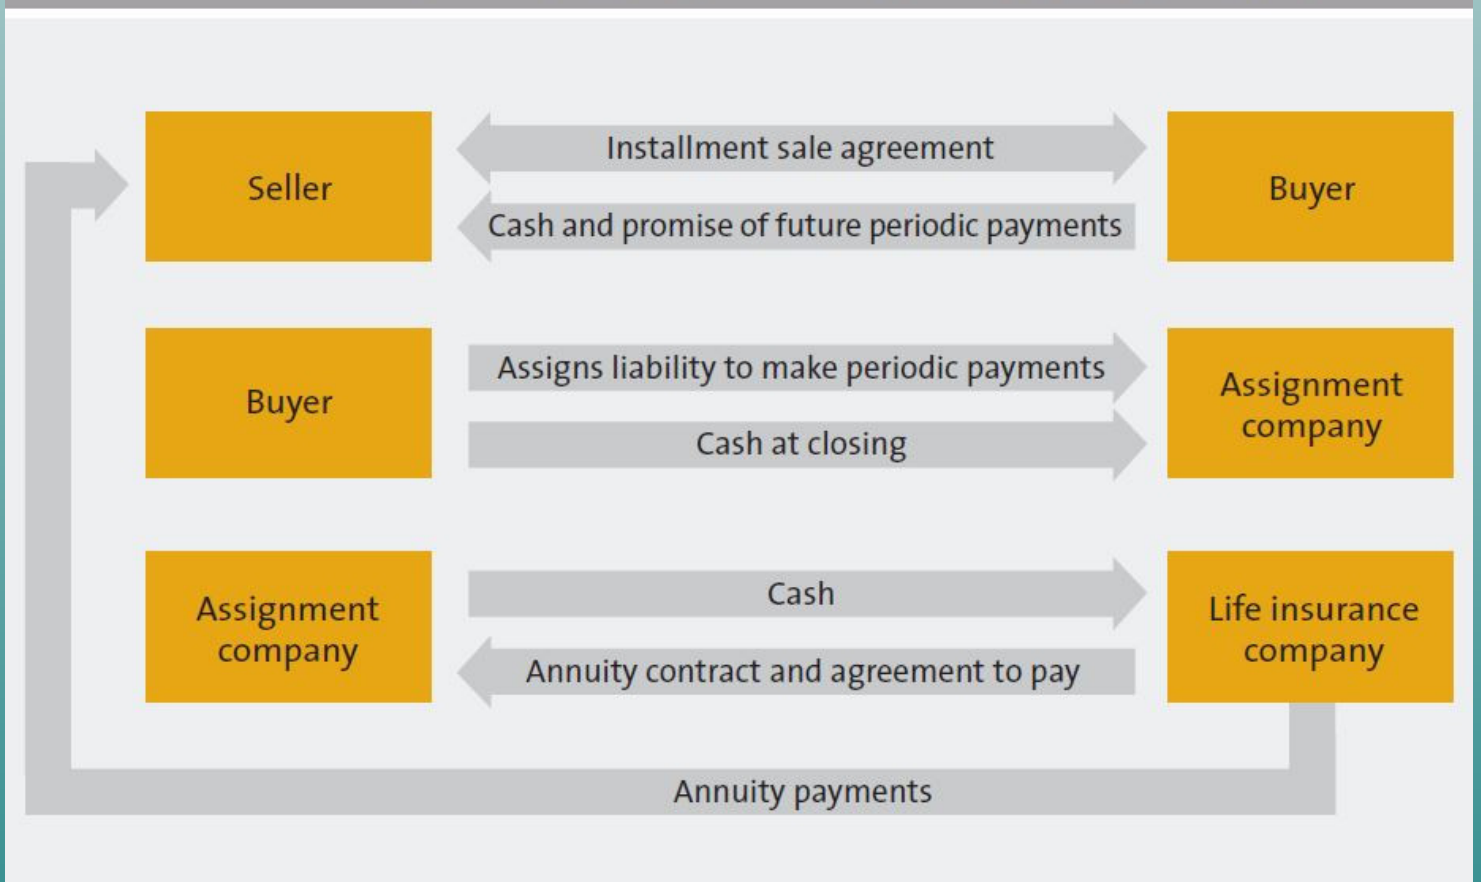 Seller
Installment sale agreement
Buyer
Cash and promise of future periodic payments
Buyer
Assigns liability to make periodic payments
Assignment
company
Cash at closing
Assignment
company
Cash
Life insurance
company
Annuity contract and agreement to pay
Annuity payments